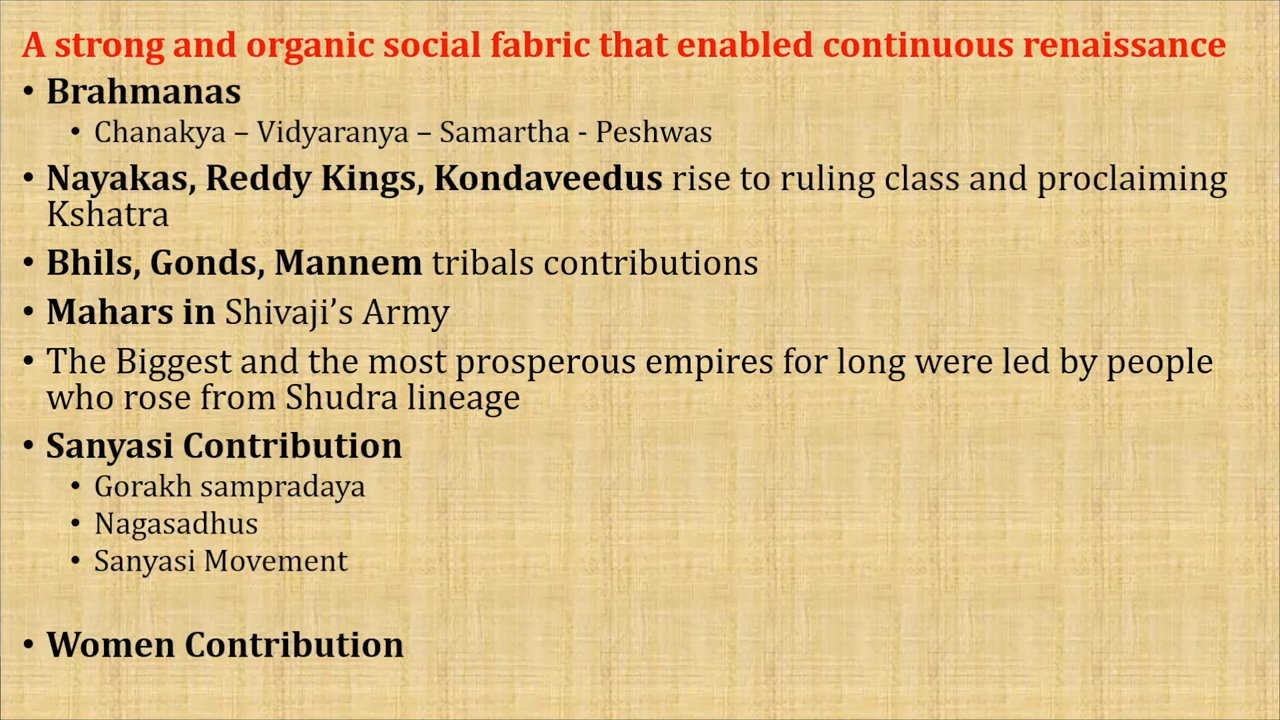 A strong and organic social fabric that enabled continuous renaissance
• Brahmanas
• Chanakya – Vidyaranya – Samartha - Peshwas
• Nayakas, Reddy Kings, Kondaveedus rise to ruling class and proclaiming
Kshatra
• Bhils, Gonds, Mannem tribals contributions
• Mahars in Shivaji’s Army
• The Biggest and the most prosperous empires for long were led by people
who rose from Shudra lineage
• Sanyasi Contribution
• Gorakh sampradaya
• Nagasadhus
• Sanyasi Movement
• Women Contribution